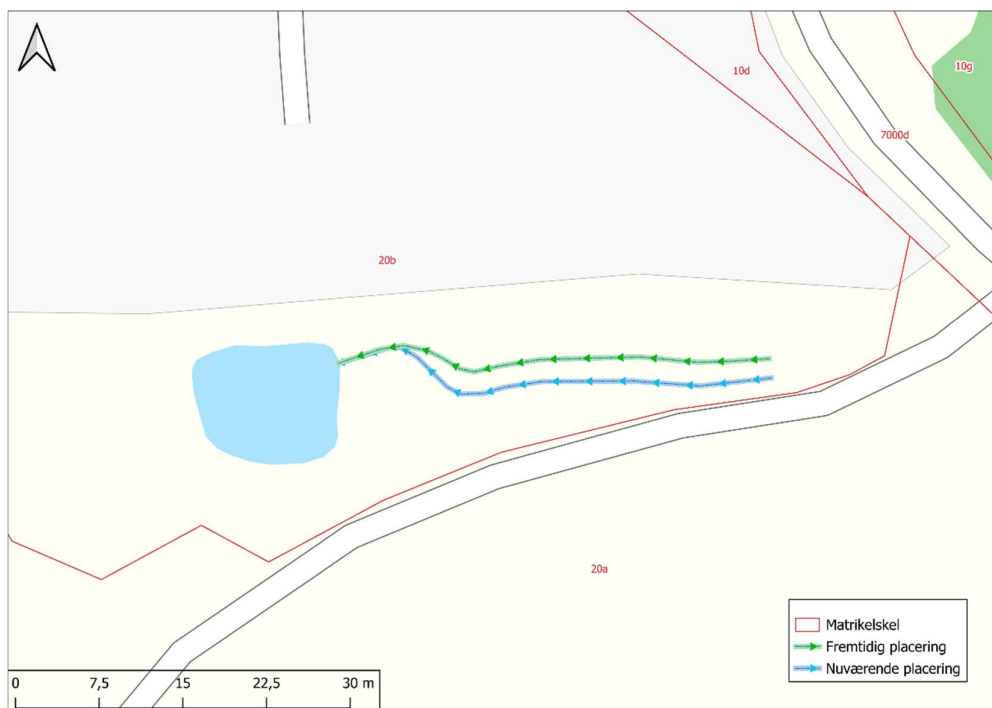 10g
10d
7000d
20b
20a
Matrikelskel
Fremtidig placering
Nuværende placering
0 7,5 15 22,5 30 m